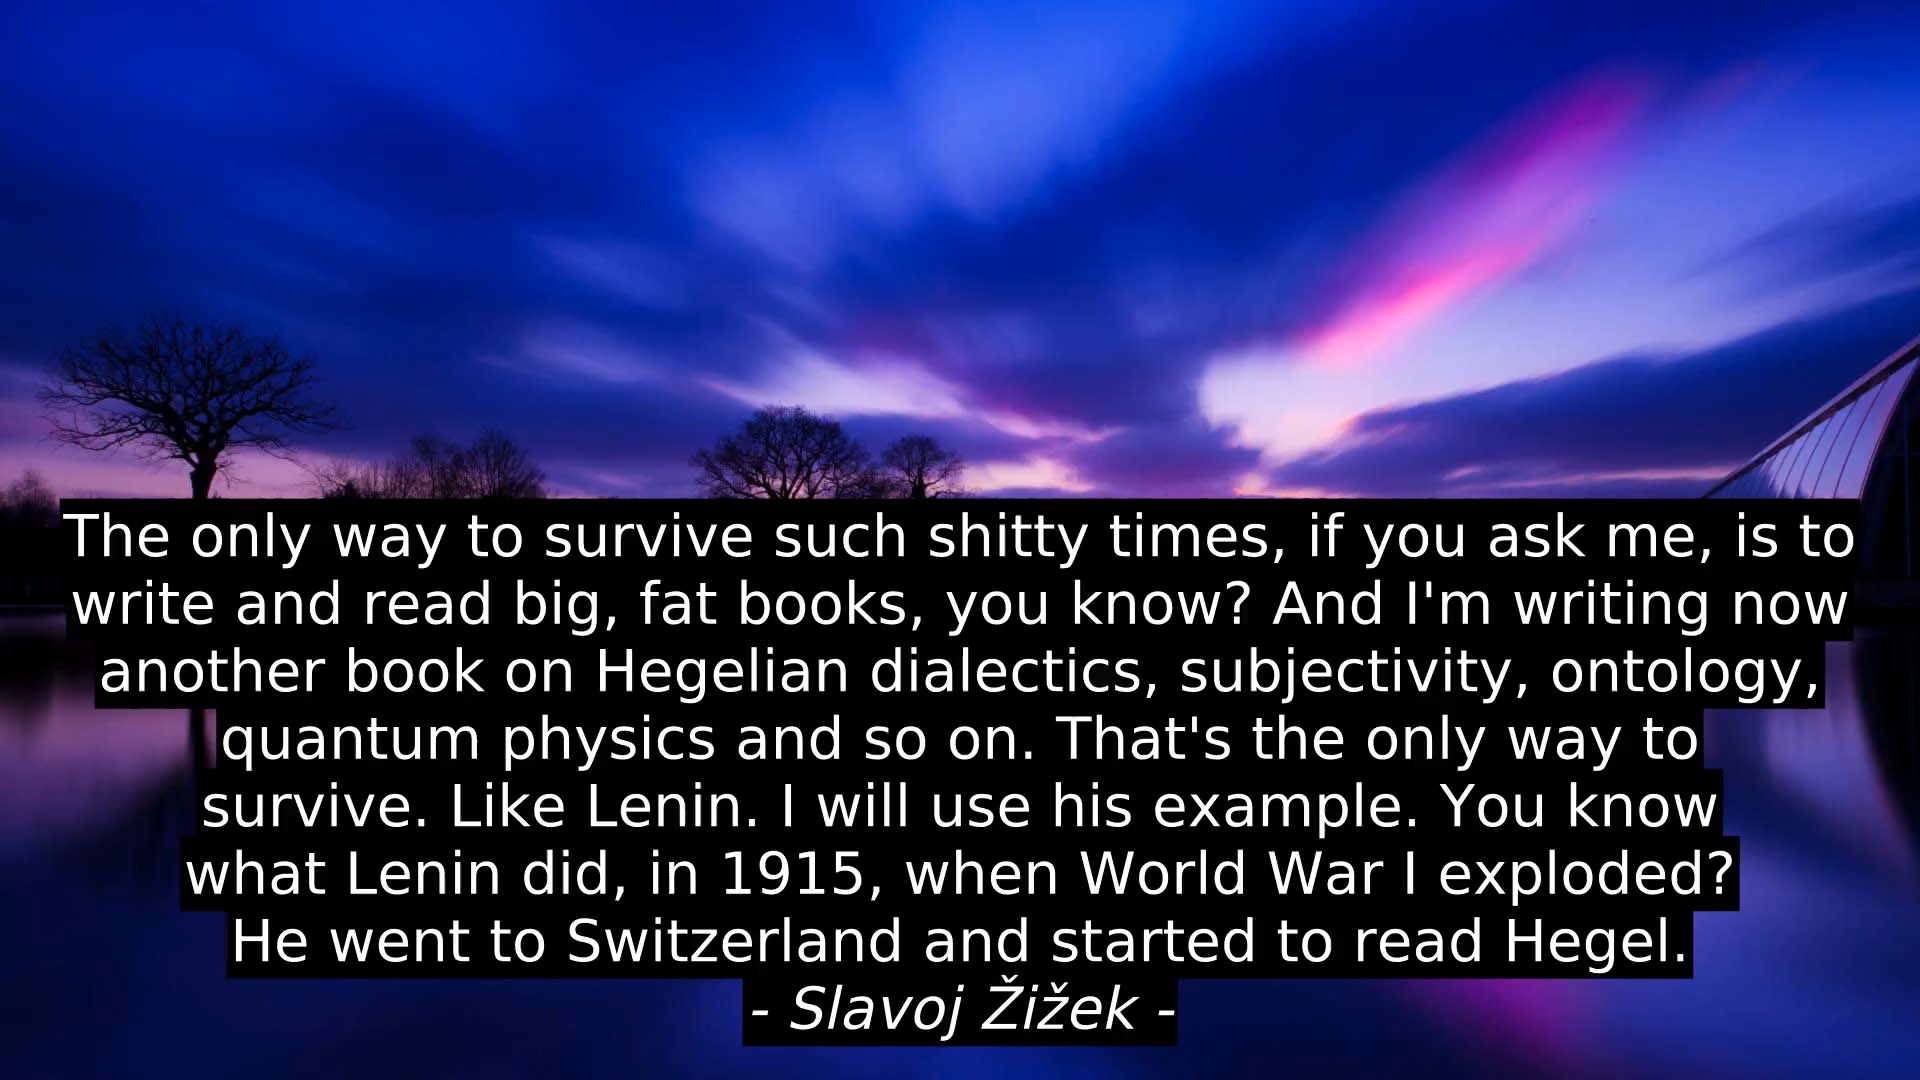 The only way to survive such shitty times, if you ask me, is to
write and read big, fat books, you know? And I'm writing now
another book on Hegelian dialectics, subjectivity, ontology,
quantum physics and so on. That's the only way to
survive. Like Lenin. I will use his example. You know
what Lenin did, in 1915, when World War I exploded?
He went to Switzerland and started to read Hegel.
- Slavoj Žižek -